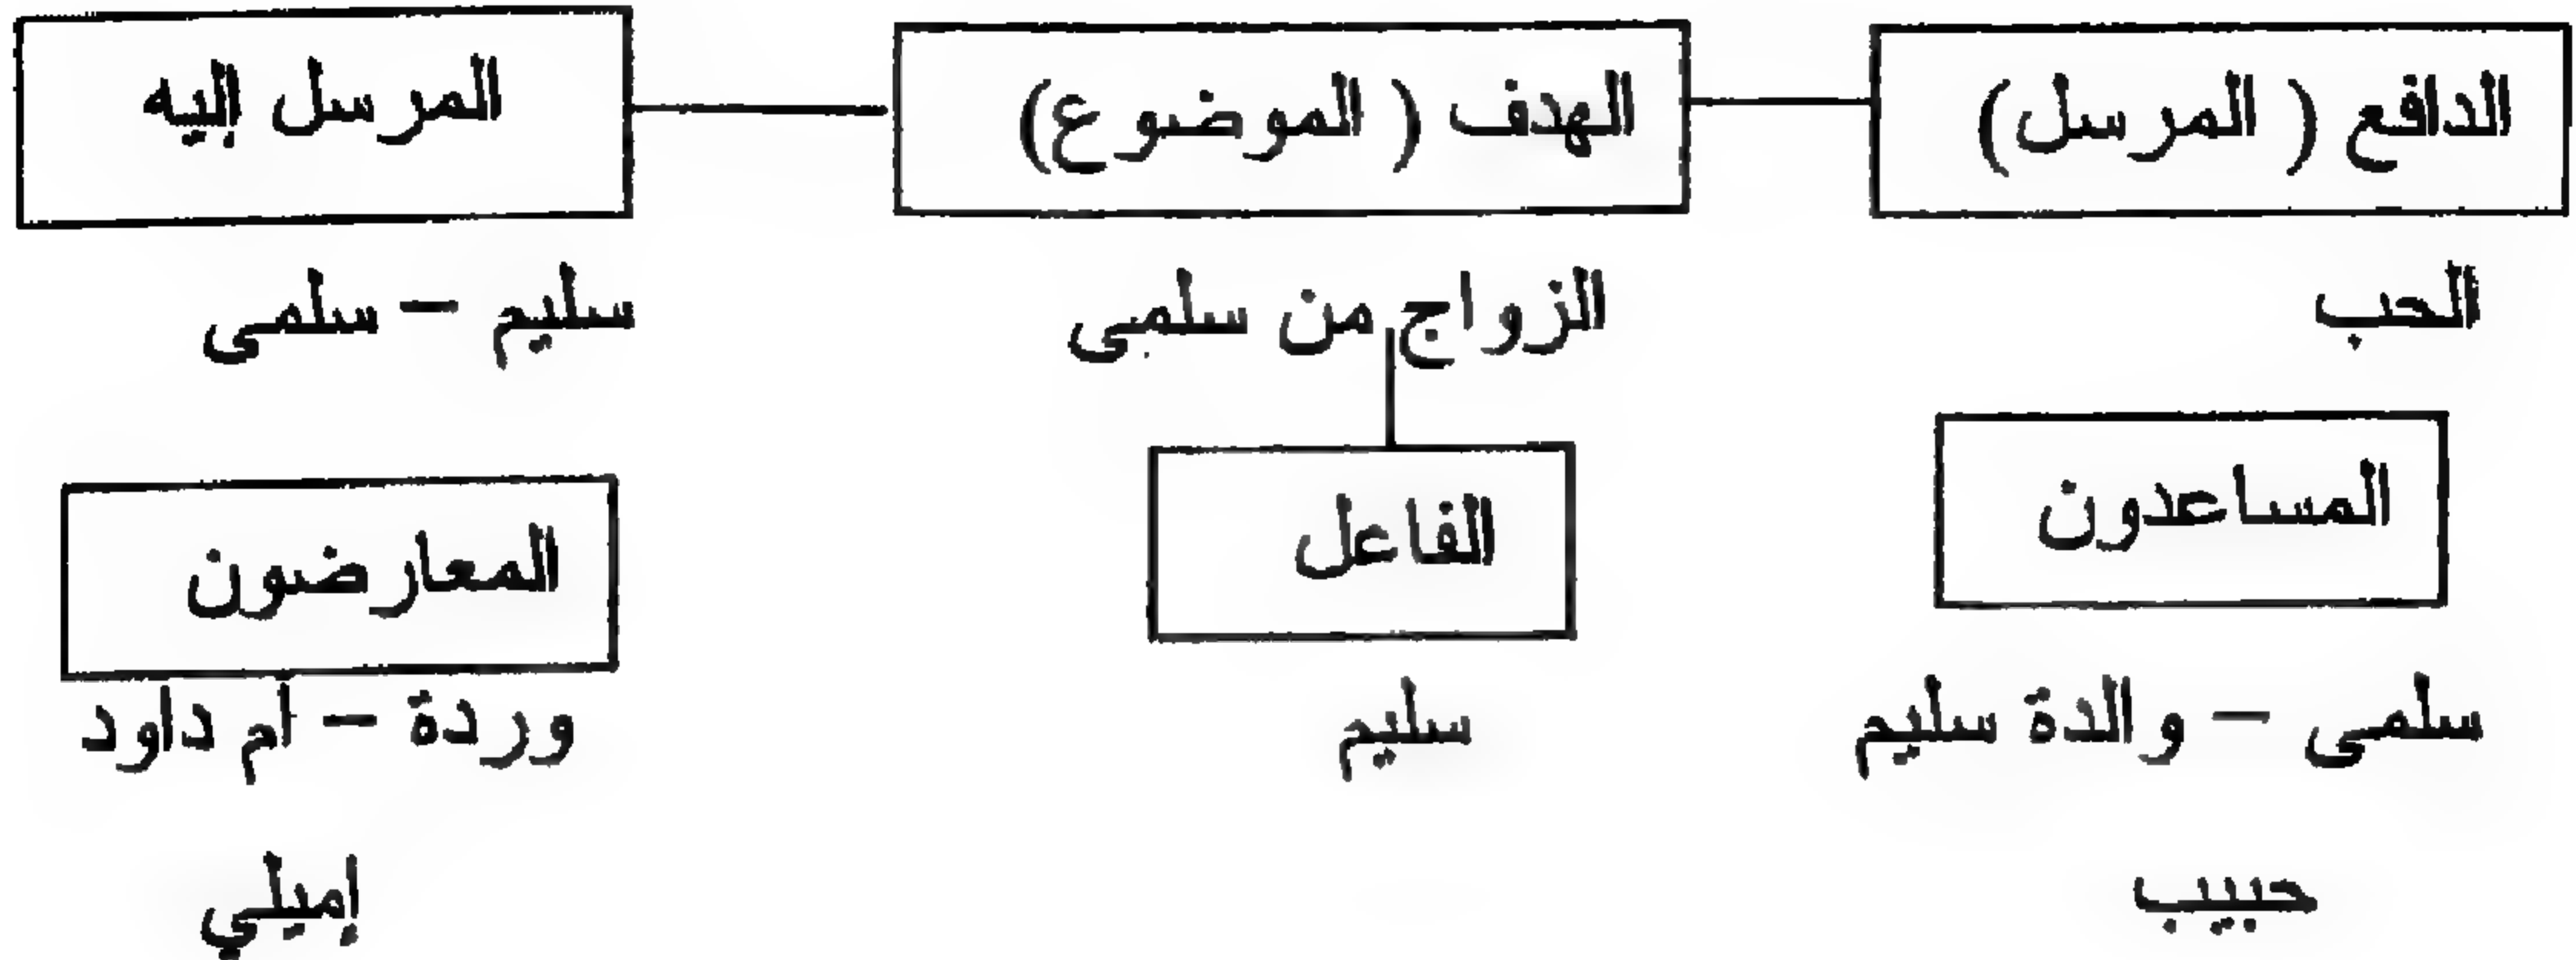 الدافع ( المرسل )
الهدف ( الموضوع )
المرسل إليه
الحب
الزواج من سلمى
سليم – سلمى
المساعدون
الفاعل
المعارضون
سلمى – والدة سليم
سليم
وردة – أم داود
حبيب
إميلي